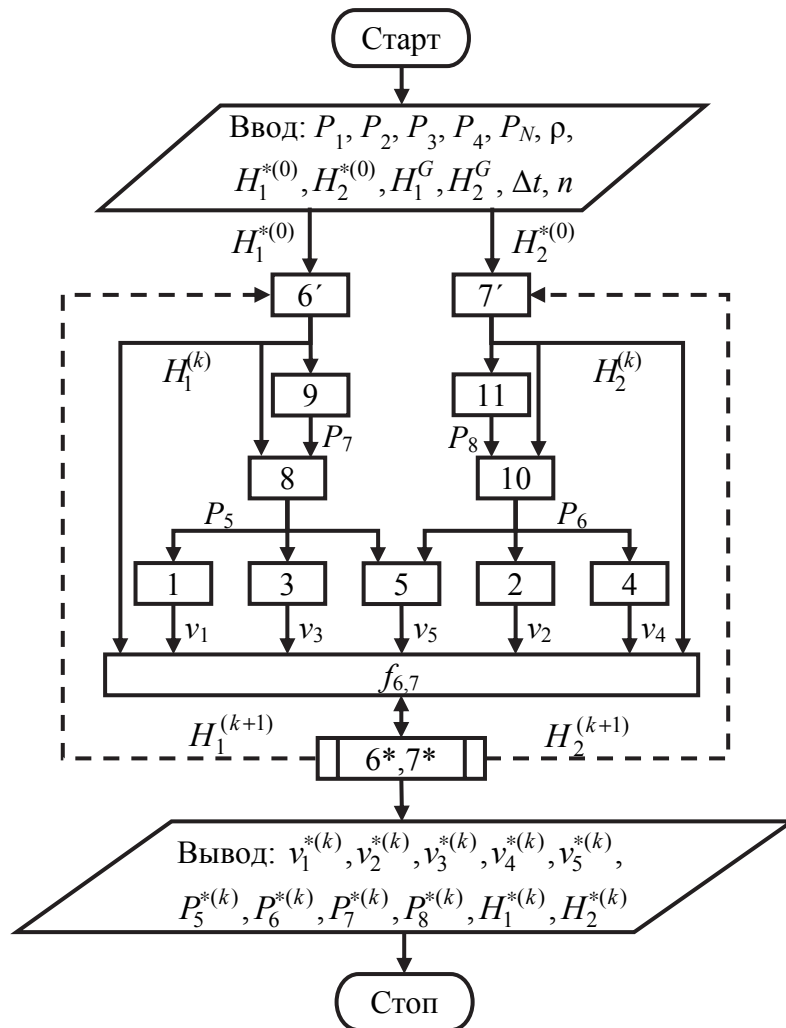 Старт
Ввод: P₁, P₂, P₃, P₄, P_N, ρ,
H₁*⁽⁰⁾, H₂*⁽⁰⁾, H₁ᴳ, H₂ᴳ, Δt, n
H₁*⁽⁰⁾ H₂*⁽⁰⁾
6´ 7´
H₁⁽ᵏ⁾ H₂⁽ᵏ⁾
9 11
P₇ P₈
8 10
P₅ P₆
1 3 5 2 4
v₁ v₃ v₅ v₂ v₄
f₆,₇
H₁⁽ᵏ⁺¹⁾ H₂⁽ᵏ⁺¹⁾
6*,7*
Вывод: v₁*⁽ᵏ⁾, v₂*⁽ᵏ⁾, v₃*⁽ᵏ⁾, v₄*⁽ᵏ⁾, v₅*⁽ᵏ⁾,
P₅*⁽ᵏ⁾, P₆*⁽ᵏ⁾, P₇*⁽ᵏ⁾, P₈*⁽ᵏ⁾, H₁*⁽ᵏ⁾, H₂*⁽ᵏ⁾
Стоп